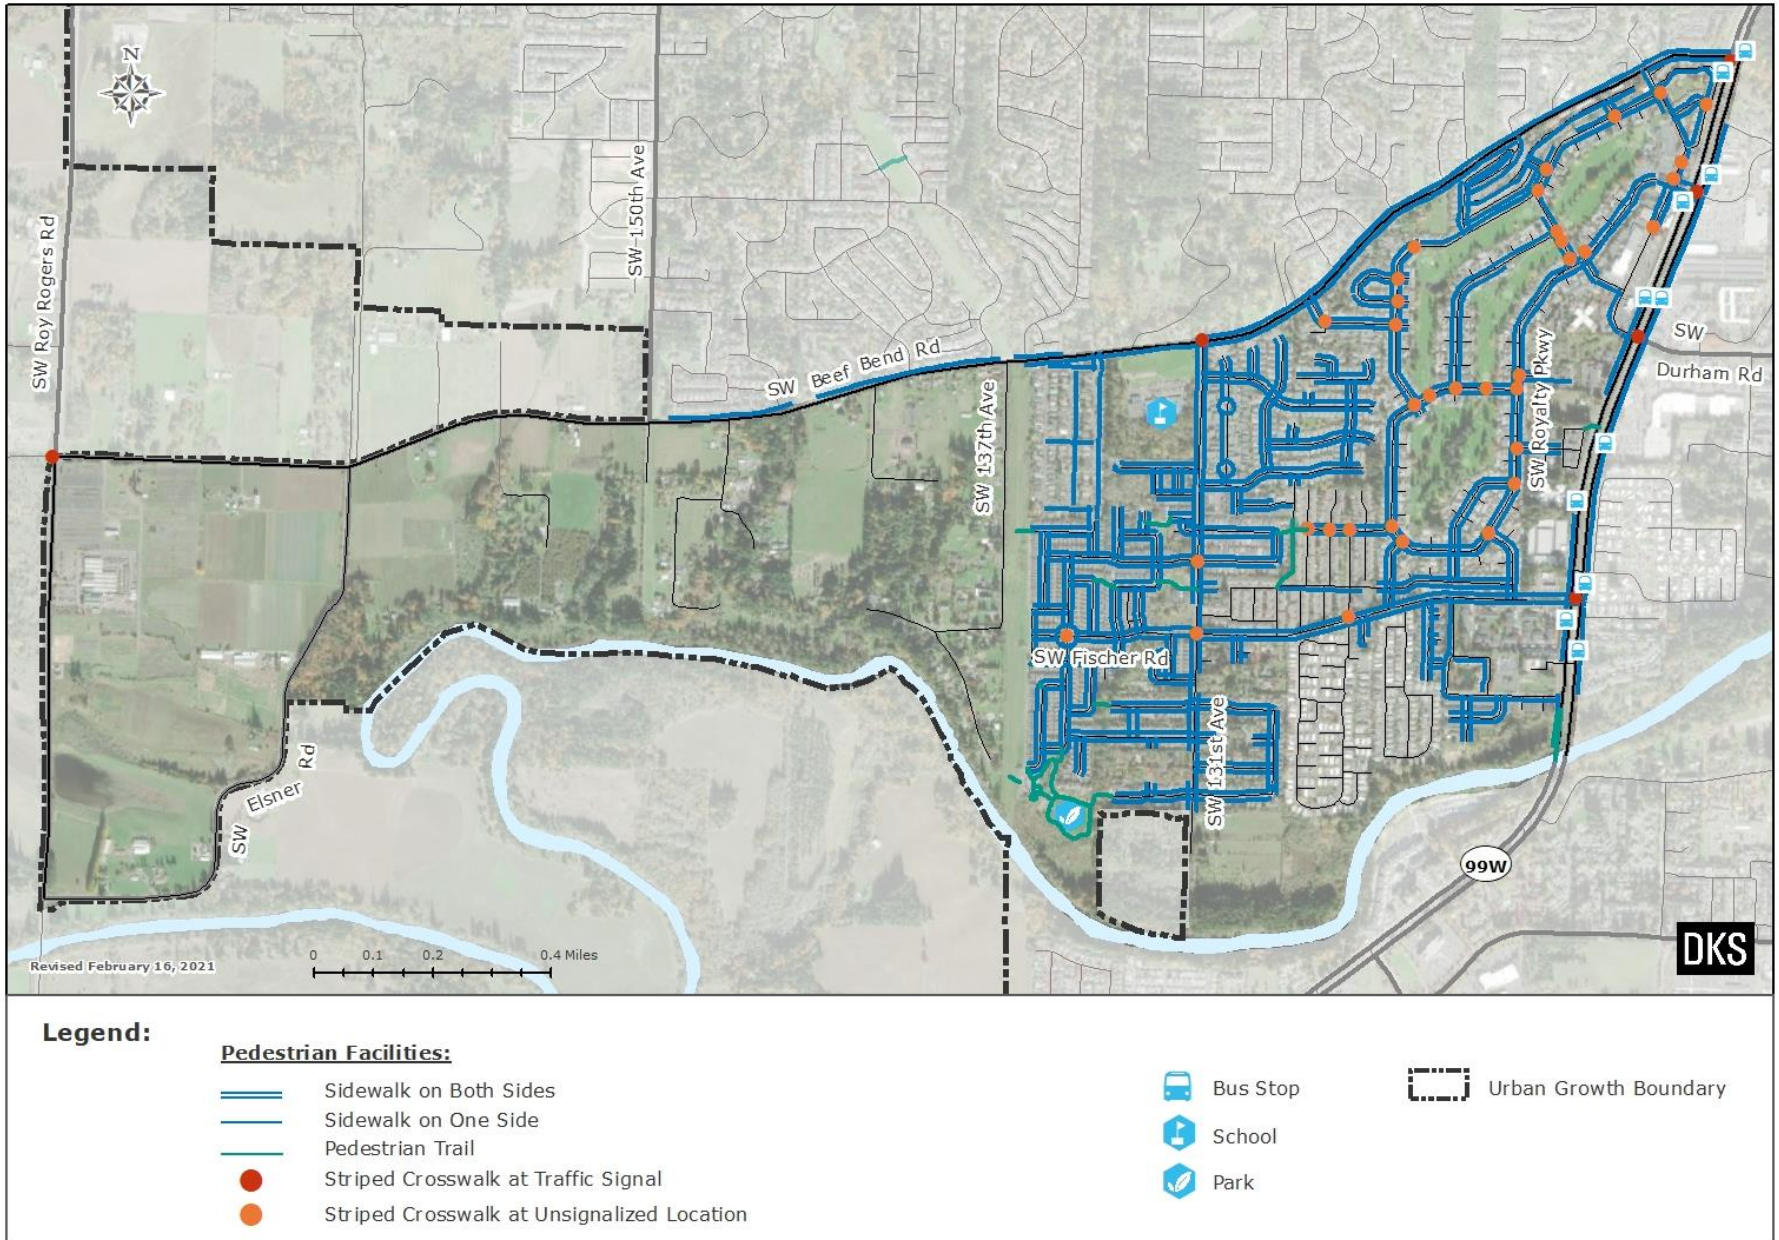 N
SW Roy Rogers Rd
SW 150th Ave
SW Beef Bend Rd
SW 137th Ave
SW Royalty Pkwy
SW
Durham Rd
SW Fischer Rd
SW 131st Ave
SW Elsner Rd
99W
0 0.1 0.2 0.4 Miles
Revised February 16, 2021
DKS
Legend:
Pedestrian Facilities:
Sidewalk on Both Sides
Sidewalk on One Side
Pedestrian Trail
Striped Crosswalk at Traffic Signal
Striped Crosswalk at Unsignalized Location
Bus Stop
School
Park
Urban Growth Boundary